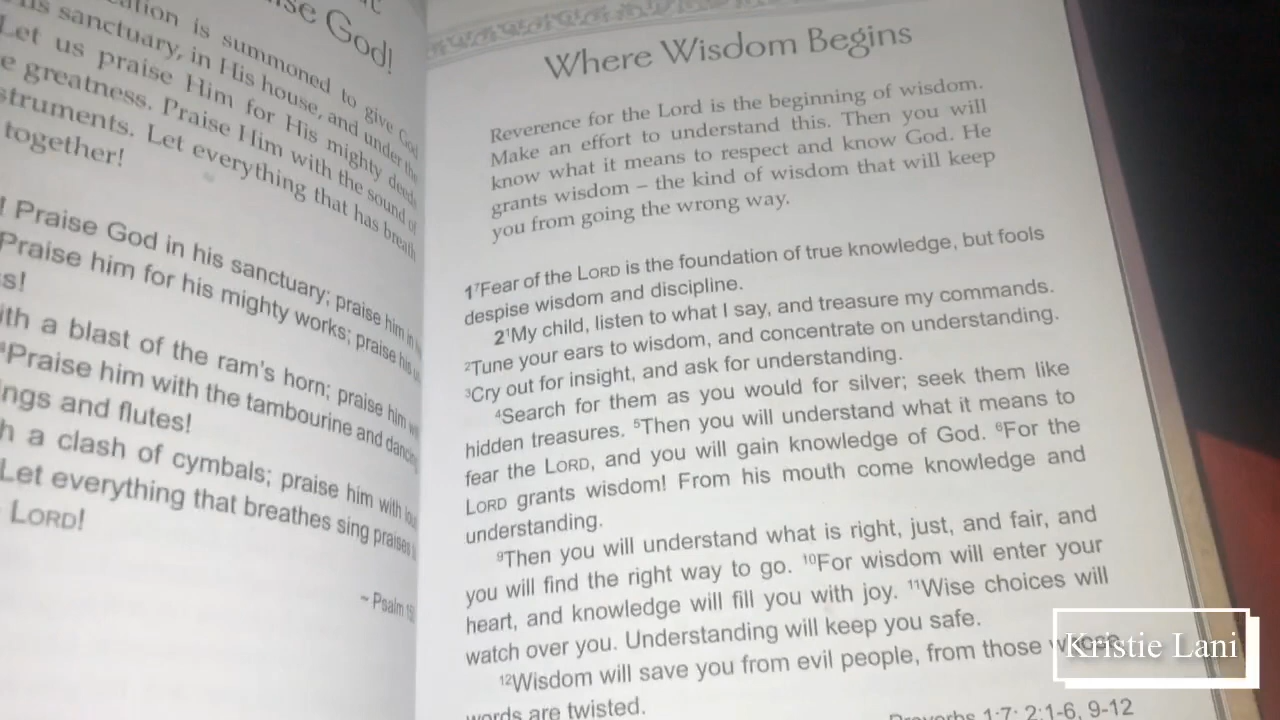 ise God!
ation is summoned to give God
his sanctuary, in His house, and under the
Let us praise Him for His mighty deeds
e greatness. Praise Him with the sound of
struments. Let everything that has breath
together!
! Praise God in his sanctuary; praise him in
Praise him for his mighty works; praise his
s!
ith a blast of the ram's horn; praise him
⁴Praise him with the tambourine and dancing
ings and flutes!
h a clash of cymbals; praise him with
Let everything that breathes sing praises
LORD!
~ Psalm
Where Wisdom Begins
Reverence for the Lord is the beginning of wisdom.
Make an effort to understand this. Then you will
know what it means to respect and know God. He
grants wisdom – the kind of wisdom that will keep
you from going the wrong way.
1⁷Fear of the LORD is the foundation of true knowledge, but fools
despise wisdom and discipline.
2¹My child, listen to what I say, and treasure my commands.
²Tune your ears to wisdom, and concentrate on understanding.
³Cry out for insight, and ask for understanding.
⁴Search for them as you would for silver; seek them like
hidden treasures. ⁵Then you will understand what it means to
fear the LORD, and you will gain knowledge of God. ⁶For the
LORD grants wisdom! From his mouth come knowledge and
understanding.
⁹Then you will understand what is right, just, and fair, and
you will find the right way to go. ¹⁰For wisdom will enter your
heart, and knowledge will fill you with joy. ¹¹Wise choices will
watch over you. Understanding will keep you safe.
¹²Wisdom will save you from evil people, from those whose
words are twisted.
Proverbs 1:7; 2:1-6, 9-12
Kristie Lani